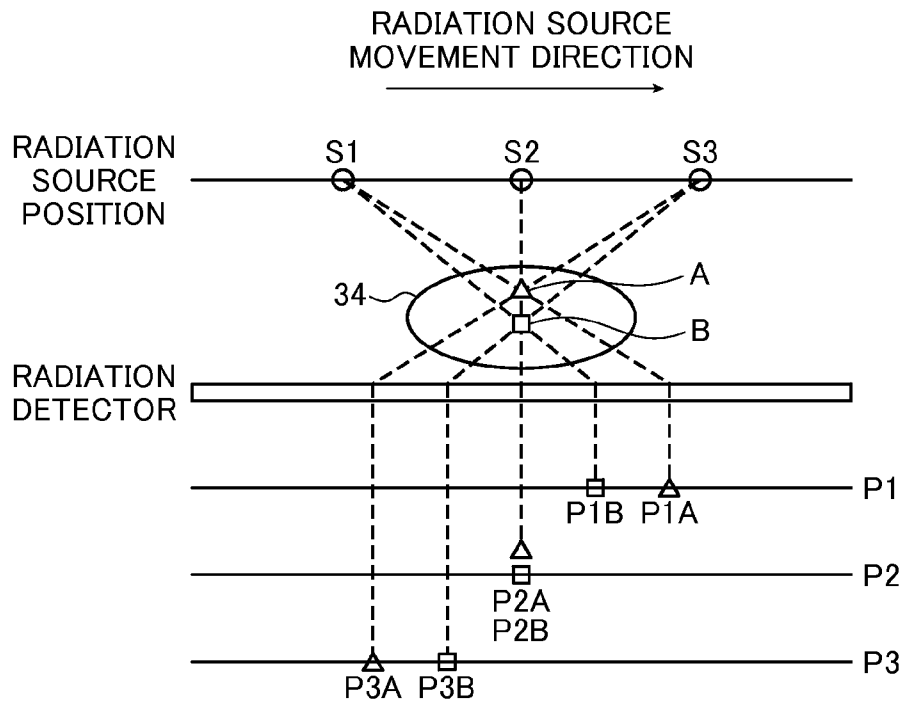 RADIATION SOURCE
MOVEMENT DIRECTION
RADIATION
SOURCE
POSITION
S1
S2
S3
34
A
B
RADIATION
DETECTOR
P1
P1B
P1A
P2
P2A
P2B
P3
P3A
P3B